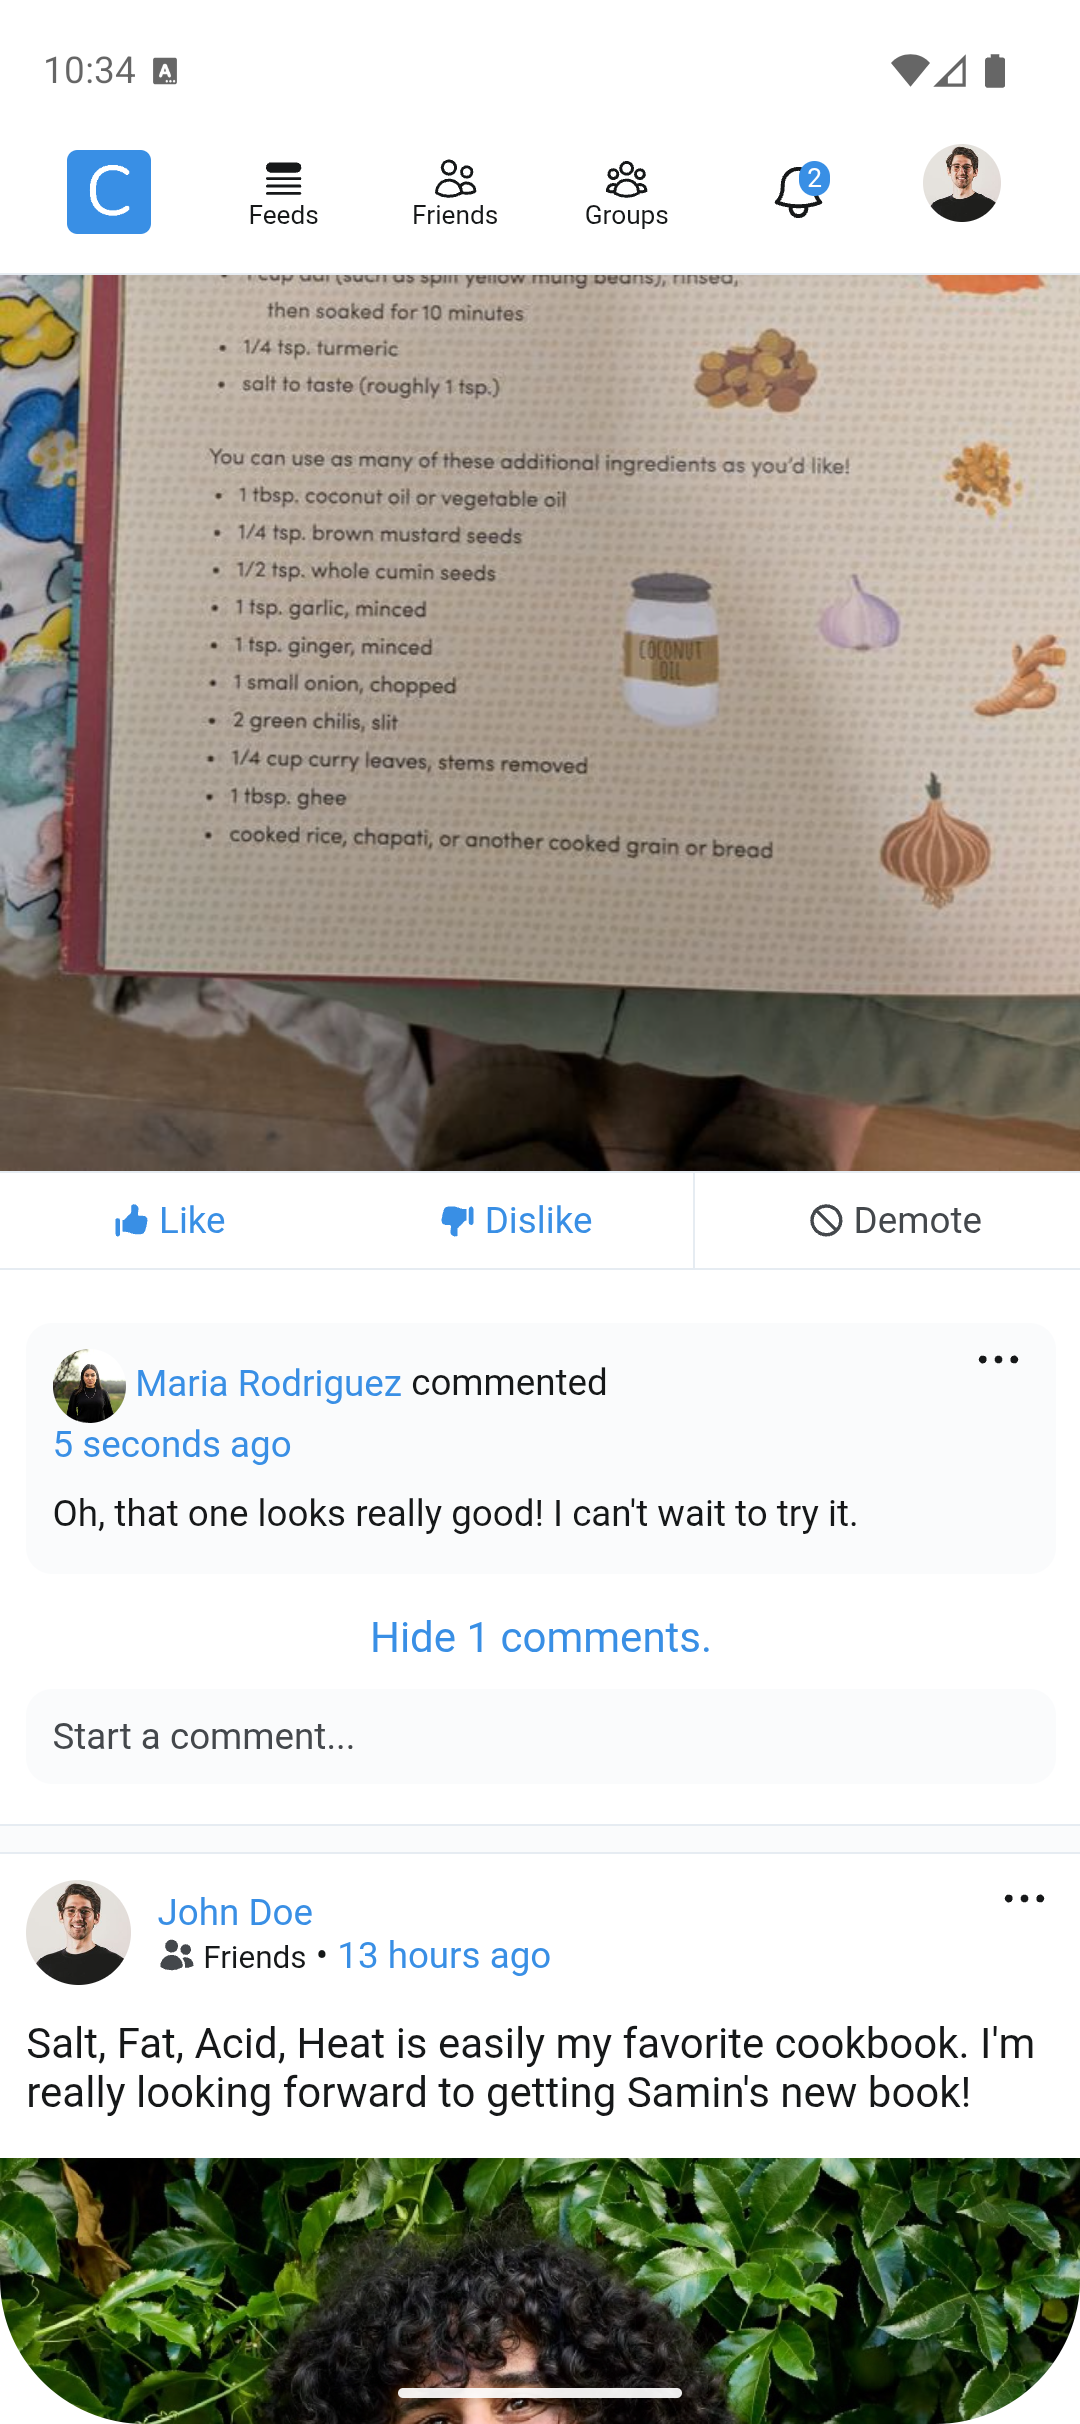 10:34
A
C
Feeds
Friends
Groups
2
1 cup dal (such as split yellow mung beans), rinsed,
then soaked for 10 minutes
• 1/4 tsp. turmeric
• salt to taste (roughly 1 tsp.)
You can use as many of these additional ingredients as you'd like!
• 1 tbsp. coconut oil or vegetable oil
• 1/4 tsp. brown mustard seeds
• 1/2 tsp. whole cumin seeds
• 1 tsp. garlic, minced
• 1 tsp. ginger, minced
• 1 small onion, chopped
• 2 green chilis, slit
• 1/4 cup curry leaves, stems removed
• 1 tbsp. ghee
• cooked rice, chapati, or another cooked grain or bread
COCONUT
OIL
Like
Dislike
Demote
Maria Rodriguez commented
5 seconds ago
Oh, that one looks really good! I can't wait to try it.
Hide 1 comments.
Start a comment...
John Doe
Friends • 13 hours ago
Salt, Fat, Acid, Heat is easily my favorite cookbook. I'm
really looking forward to getting Samin's new book!